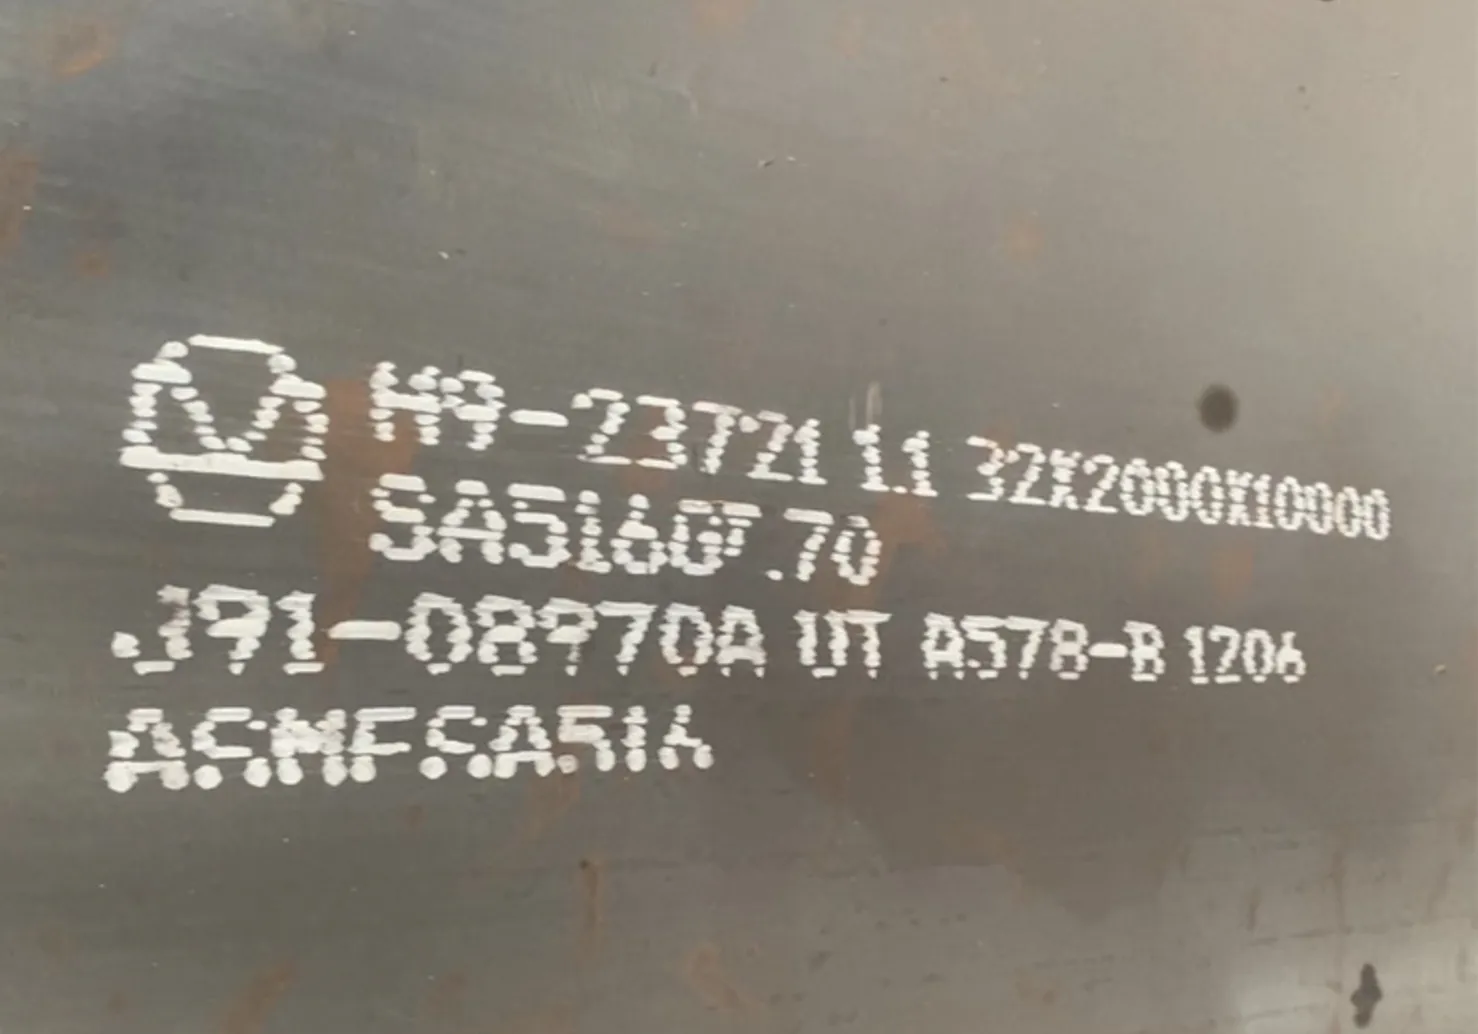 H9-23721 1.1 32X2000X10000
SA516GR.70
J91-08970A UT A578-B 1206
ASME SA516